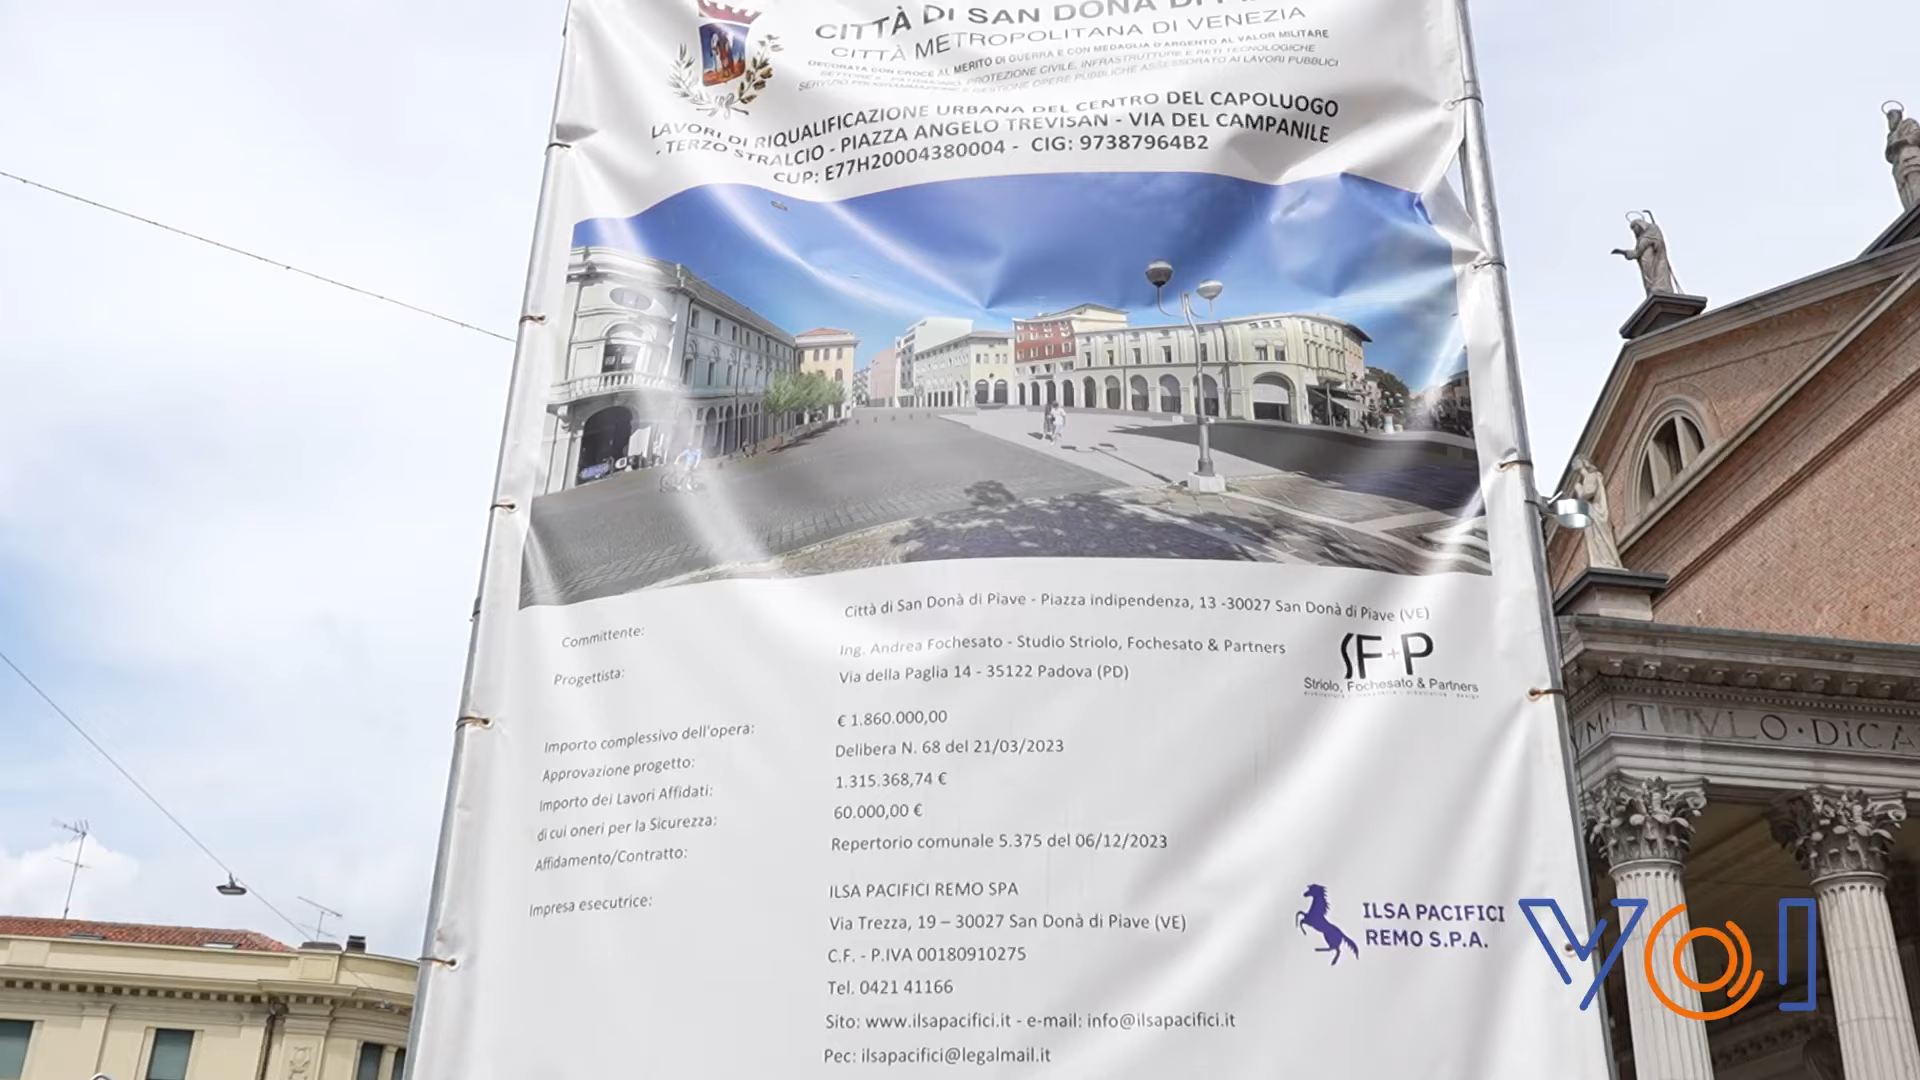 CITTÀ DI SAN DONÀ DI
CITTÀ METROPOLITANA DI VENEZIA
DECORATA CON CROCE AL MERITO DI GUERRA E CON MEDAGLIA D'ARGENTO AL VALOR MILITARE
PROTEZIONE CIVILE, INFRASTRUTTURE E RETI TECNOLOGICHE
GESTIONE OPERE PUBBLICHE ASSESSORATO AI LAVORI PUBBLICI
LAVORI DI RIQUALIFICAZIONE URBANA DEL CENTRO DEL CAPOLUOGO
- TERZO STRALCIO - PIAZZA ANGELO TREVISAN - VIA DEL CAMPANILE
CUP: E77H20004380004 - CIG: 97387964B2
Committente: Città di San Donà di Piave - Piazza indipendenza, 13 -30027 San Donà di Piave (VE)
Progettista: Ing. Andrea Fochesato - Studio Striolo, Fochesato & Partners
Via della Paglia 14 - 35122 Padova (PD)
SF+P
Striolo, Fochesato & Partners
Importo complessivo dell'opera: € 1.860.000,00
Approvazione progetto: Delibera N. 68 del 21/03/2023
Importo dei Lavori Affidati: 1.315.368,74 €
di cui oneri per la Sicurezza: 60.000,00 €
Affidamento/Contratto: Repertorio comunale 5.375 del 06/12/2023
Impresa esecutrice: ILSA PACIFICI REMO SPA
Via Trezza, 19 – 30027 San Donà di Piave (VE)
C.F. - P.IVA 00180910275
Tel. 0421 41166
Sito: www.ilsapacifici.it - e-mail: info@ilsapacifici.it
Pec: ilsapacifici@legalmail.it
ILSA PACIFICI
REMO S.P.A.
TITVLO·DICA